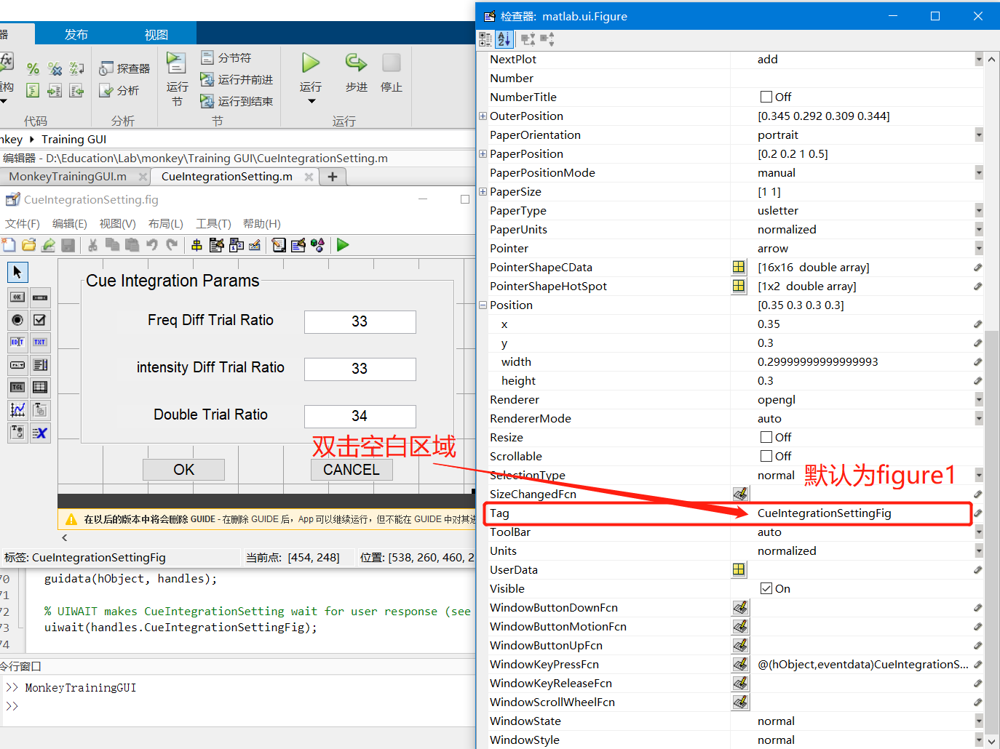 器
发布
视图
分节符
探查器
运行并前进
重构
分析
运行
节
运行到结束
运行
步进
停止
代码
分析
节
运行
nkey ▸ Training GUI
编辑器 - D:\Education\Lab\monkey\Training GUI\CueIntegrationSetting.m
MonkeyTrainingGUI.m
CueIntegrationSetting.m
CueIntegrationSetting.fig
文件(F) 编辑(E) 视图(V) 布局(L) 工具(T) 帮助(H)
OK
EDIT
TXT
TGL
Cue Integration Params
Freq Diff Trial Ratio 33
intensity Diff Trial Ratio 33
Double Trial Ratio 34
双击空白区域
OK CANCEL
在以后的版本中将会删除 GUIDE - 在删除 GUIDE 后，App 可以继续运行，但不能在 GUIDE 中对其进
标签: CueIntegrationSettingFig 当前点: [454, 248] 位置: [538, 260, 460, 2
70 guidata(hObject, handles);
71
72 % UIWAIT makes CueIntegrationSetting wait for user response (see
73 uiwait(handles.CueIntegrationSettingFig);
74
令行窗口
>> MonkeyTrainingGUI
>>
检查器: matlab.ui.Figure
NextPlot add
Number
NumberTitle Off
OuterPosition [0.345 0.292 0.309 0.344]
PaperOrientation portrait
PaperPosition [0.2 0.2 1 0.5]
PaperPositionMode manual
PaperSize [1 1]
PaperType usletter
PaperUnits normalized
Pointer arrow
PointerShapeCData [16x16 double array]
PointerShapeHotSpot [1x2 double array]
Position [0.35 0.3 0.3 0.3]
x 0.35
y 0.3
width 0.29999999999999993
height 0.3
Renderer opengl
RendererMode auto
Resize Off
Scrollable Off
SelectionType normal
默认为figure1
SizeChangedFcn
Tag CueIntegrationSettingFig
ToolBar auto
Units normalized
UserData
Visible On
WindowButtonDownFcn
WindowButtonMotionFcn
WindowButtonUpFcn
WindowKeyPressFcn @(hObject,eventdata)CueIntegrationS...
WindowKeyReleaseFcn
WindowScrollWheelFcn
WindowState normal
WindowStyle normal